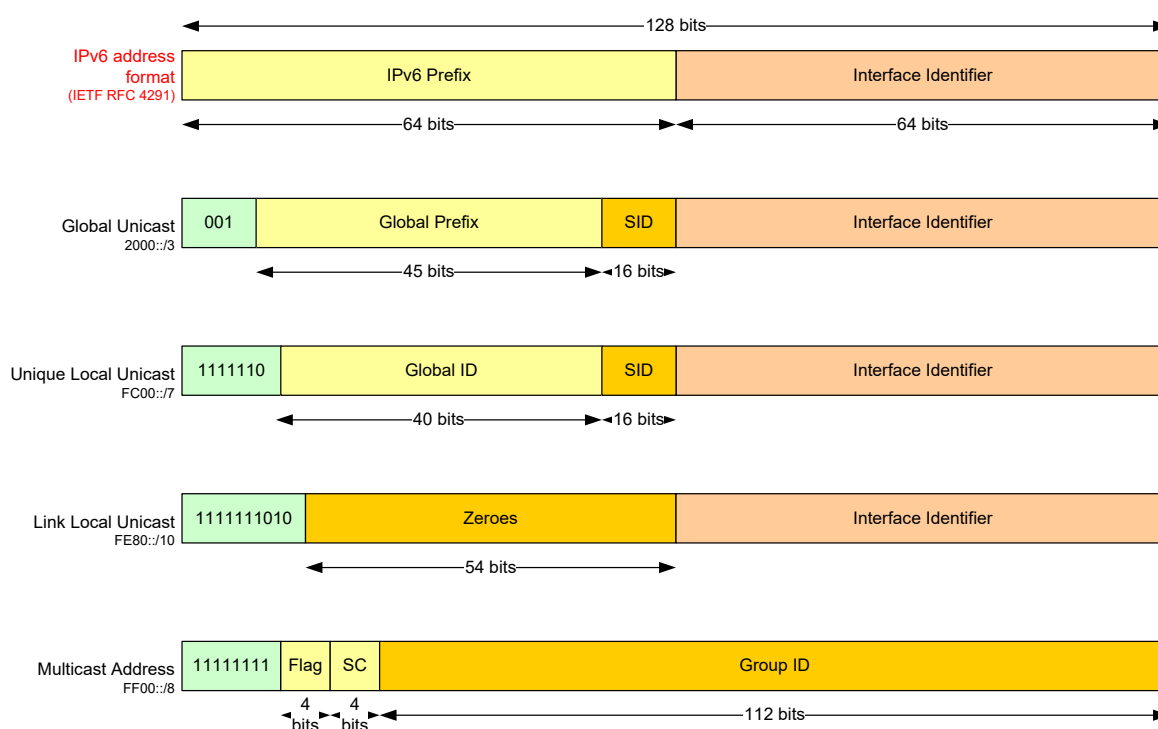 128 bits
IPv6 address
format
(IETF RFC 4291)
IPv6 Prefix
Interface Identifier
64 bits
64 bits
Global Unicast
2000::/3
001
Global Prefix
SID
Interface Identifier
45 bits
16 bits
Unique Local Unicast
FC00::/7
1111110
Global ID
SID
Interface Identifier
40 bits
16 bits
Link Local Unicast
FE80::/10
1111111010
Zeroes
Interface Identifier
54 bits
Multicast Address
FF00::/8
11111111
Flag
SC
Group ID
4
bits
4
bits
112 bits